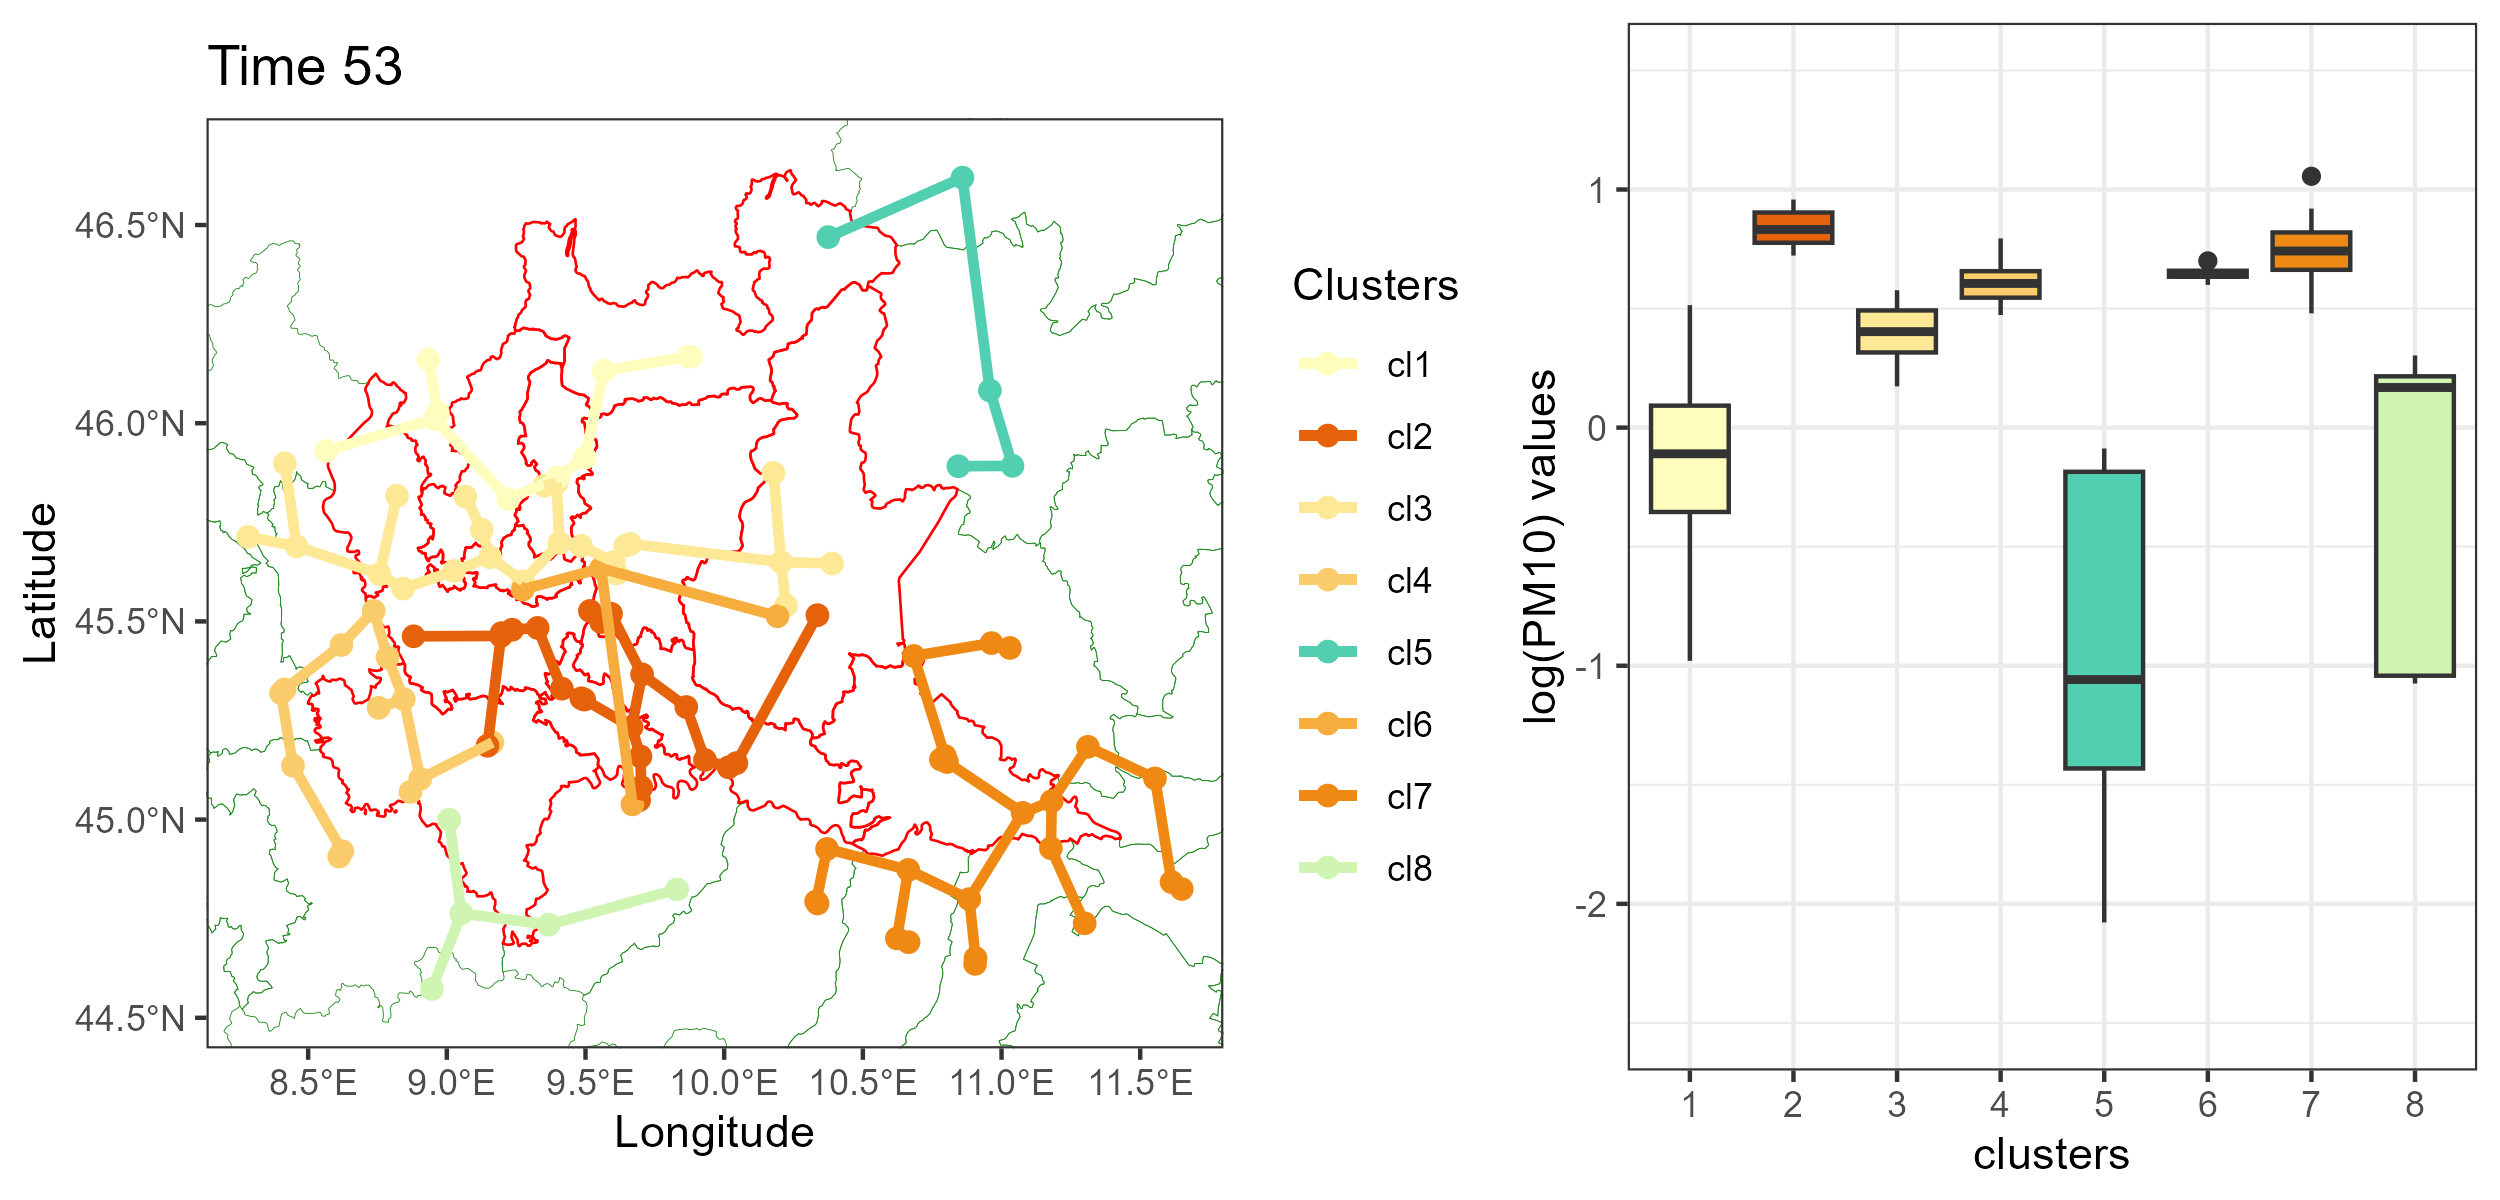 Time 53
Latitude
46.5°N
46.0°N
45.5°N
45.0°N
44.5°N
8.5°E
9.0°E
9.5°E
10.0°E
10.5°E
11.0°E
11.5°E
Longitude
Clusters
cl1
cl2
cl3
cl4
cl5
cl6
cl7
cl8
log(PM10) values
1
0
-1
-2
1
2
3
4
5
6
7
8
clusters